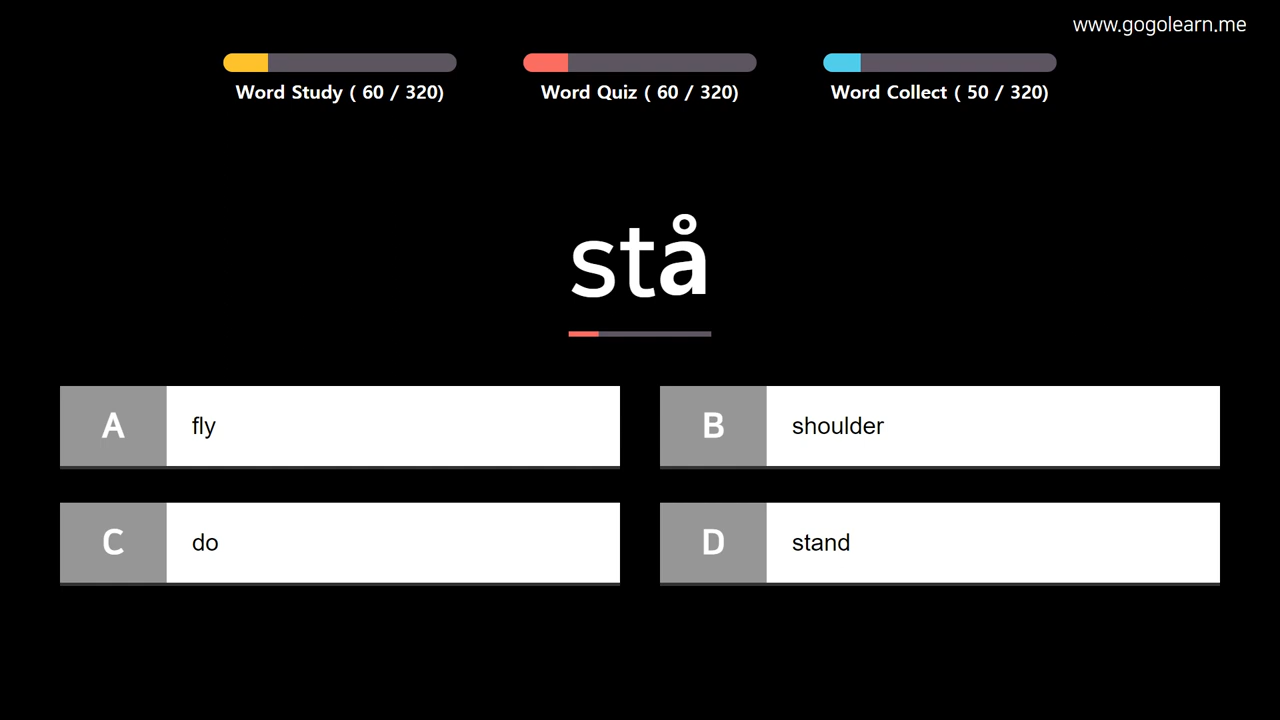 www.gogolearn.me
Word Study ( 60 / 320)
Word Quiz ( 60 / 320)
Word Collect ( 50 / 320)
stå
A fly
B shoulder
C do
D stand